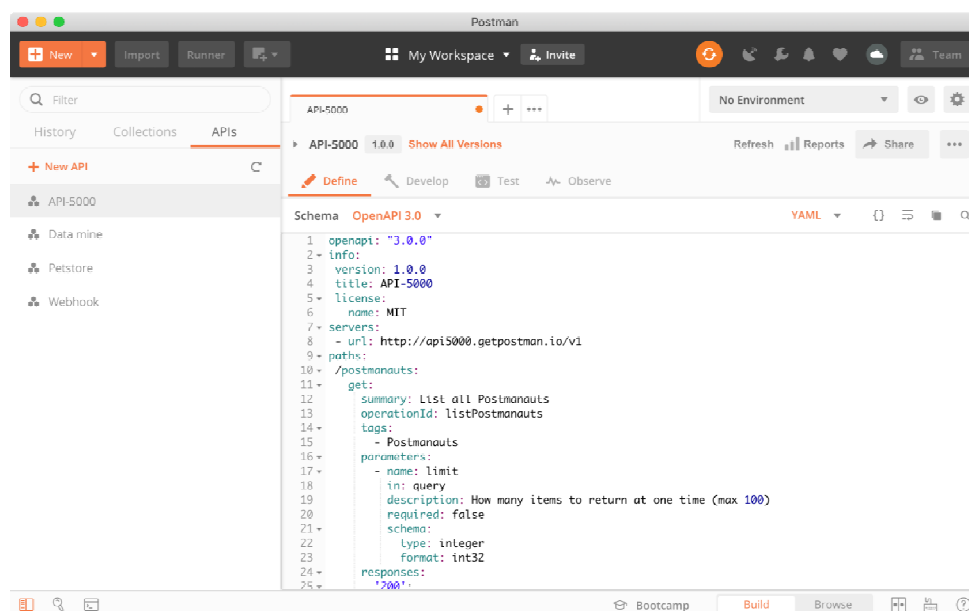 Postman
New Import Runner My Workspace Invite Team
Filter
History Collections APIs
New API
API-5000
Data mine
Petstore
Webhook
API-5000 + •••
No Environment
API-5000 1.0.0 Show All Versions Refresh Reports Share •••
Define Develop Test Observe
Schema OpenAPI 3.0 YAML {}
1 openapi: "3.0.0"
2 info:
3 version: 1.0.0
4 title: API-5000
5 license:
6 name: MIT
7 servers:
8 - url: http://api5000.getpostman.io/v1
9 paths:
10 /postmanauts:
11 get:
12 summary: List all Postmanauts
13 operationId: listPostmanauts
14 tags:
15 - Postmanauts
16 parameters:
17 - name: limit
18 in: query
19 description: How many items to return at one time (max 100)
20 required: false
21 schema:
22 type: integer
23 format: int32
24 responses:
25 '200':
Bootcamp Build Browse